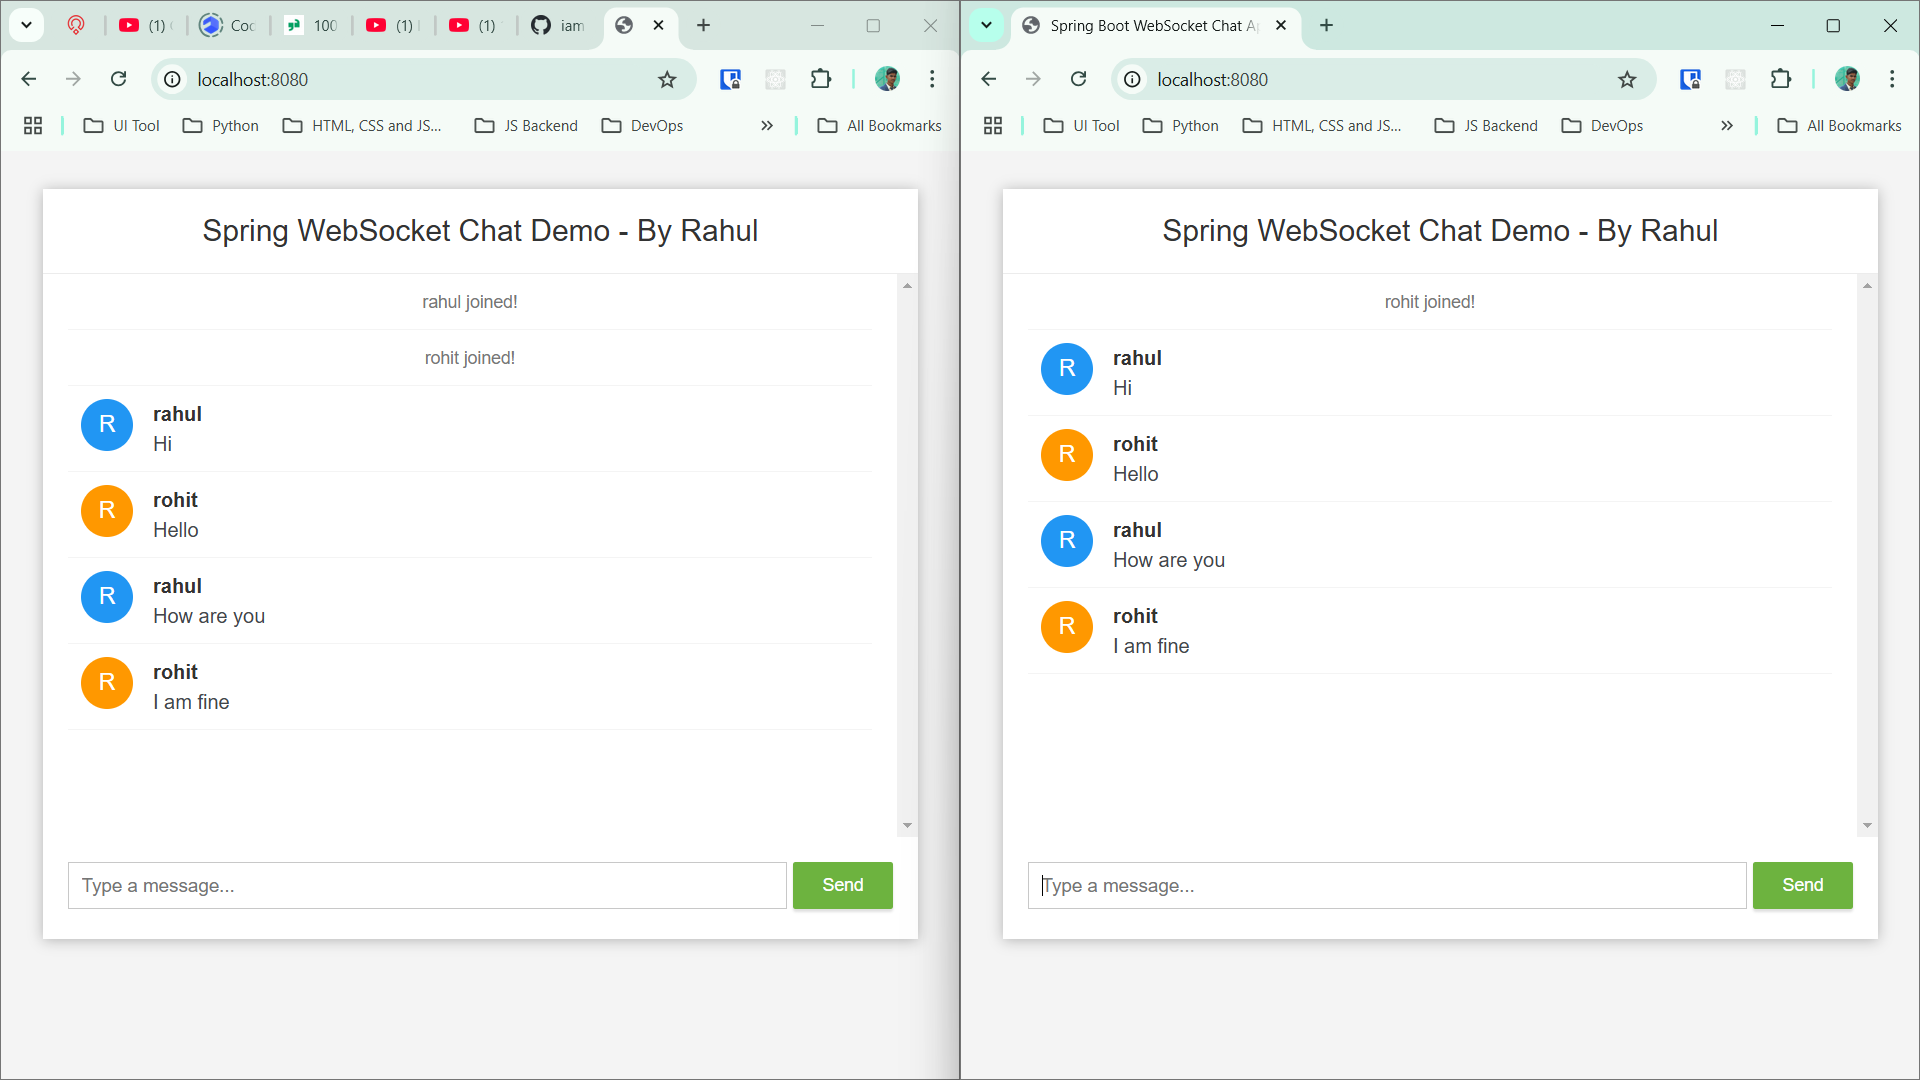 (1)
Coc
100
(1)
(1)
iam
localhost:8080
UI Tool
Python
HTML, CSS and JS...
JS Backend
DevOps
All Bookmarks
Spring WebSocket Chat Demo - By Rahul
rahul joined!
rohit joined!
R
rahul
Hi
R
rohit
Hello
R
rahul
How are you
R
rohit
I am fine
Type a message...
Send
Spring Boot WebSocket Chat Ap
localhost:8080
UI Tool
Python
HTML, CSS and JS...
JS Backend
DevOps
All Bookmarks
Spring WebSocket Chat Demo - By Rahul
rohit joined!
R
rahul
Hi
R
rohit
Hello
R
rahul
How are you
R
rohit
I am fine
Type a message...
Send